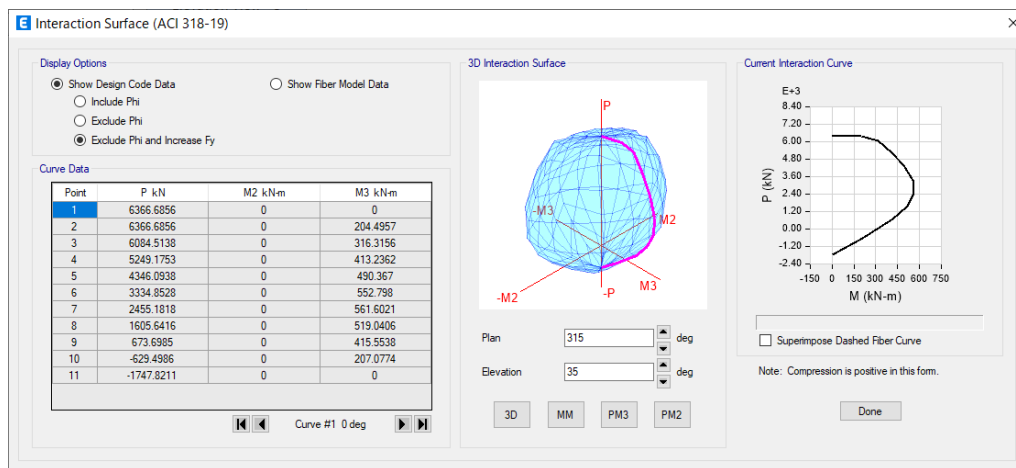 E Interaction Surface (ACI 318-19)
Display Options
Show Design Code Data Show Fiber Model Data
Include Phi
Exclude Phi
Exclude Phi and Increase Fy
Curve Data
Point P kN M2 kN-m M3 kN-m
1 6366.6856 0 0
2 6366.6856 0 204.4957
3 6084.5138 0 316.3156
4 5249.1753 0 413.2362
5 4346.0938 0 490.367
6 3334.8528 0 552.798
7 2455.1818 0 561.6021
8 1605.6416 0 519.0406
9 673.6985 0 415.5538
10 -629.4986 0 207.0774
11 -1747.8211 0 0
Curve #1 0 deg
3D Interaction Surface
P
-M3
M2
-M2
-P
M3
Plan 315 deg
Elevation 35 deg
3D MM PM3 PM2
Current Interaction Curve
E+3
8.40
7.20
6.00
4.80
3.60
2.40
1.20
0.00
-1.20
-2.40
P (kN)
-150 0 150 300 450 600 750
M (kN-m)
Superimpose Dashed Fiber Curve
Note: Compression is positive in this form.
Done